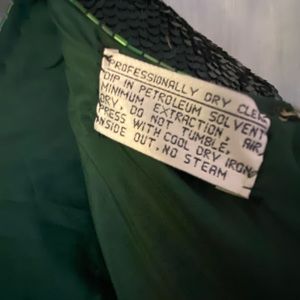 PROFESSIONALLY DRY CLEAN
DIP IN PETROLEUM SOLVENT
MINIMUM EXTRACTION, AIR
DRY, DO NOT TUMBLE,
PRESS WITH COOL DRY IRON
INSIDE OUT, NO STEAM